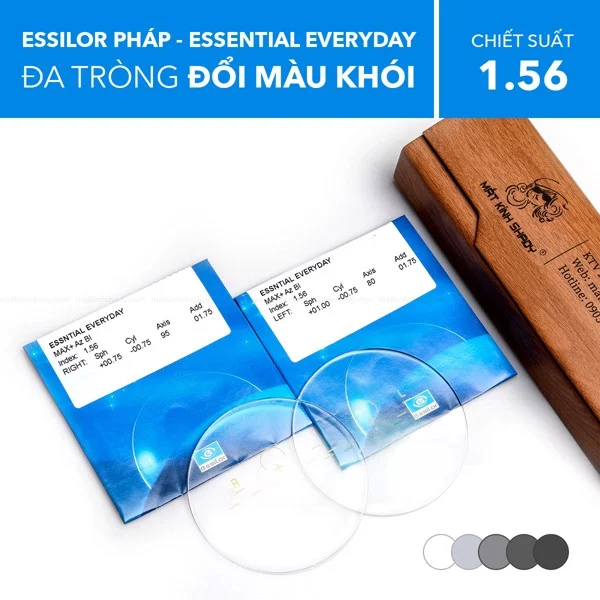 ESSILOR PHÁP - ESSENTIAL EVERYDAY
ĐA TRÒNG ĐỔI MÀU KHÓI
CHIẾT SUẤT
1.56
MẮT KÍNH SHADY ®
Hotline: 0905
ESSNTIAL EVERYDAY
MAX+ Az Bl
Index: 1.56
Sph Cyl Axis Add
RIGHT: +00.75 -00.75 95 01.75
ESSNTIAL EVERYDAY
MAX+ Az Bl
Index: 1.56
Sph Cyl Axis Add
LEFT: +01.00 -00.75 80 01.75
essilor
essilor
R